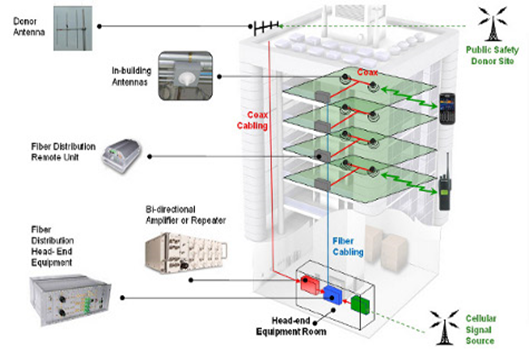 Donor
Antenna
Public Safety
Donor Site
In-building
Antennas
Coax
Coax
Cabling
Fiber Distribution
Remote Unit
Bi-directional
Amplifier or Repeater
Fiber
Distribution
Head- End
Equipment
Fiber
Cabling
Head-end
Equipment Room
Cellular
Signal
Source